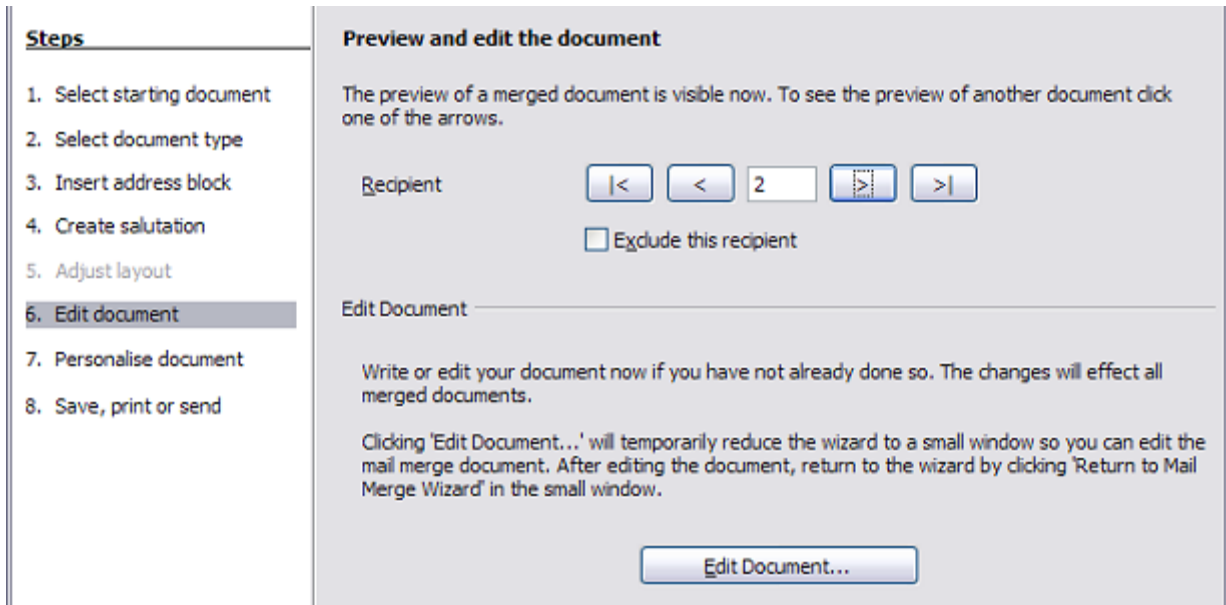 Steps
1. Select starting document
2. Select document type
3. Insert address block
4. Create salutation
5. Adjust layout
6. Edit document
7. Personalise document
8. Save, print or send
Preview and edit the document
The preview of a merged document is visible now. To see the preview of another document click
one of the arrows.
Recipient |< < 2 > >|
Exclude this recipient
Edit Document
Write or edit your document now if you have not already done so. The changes will effect all
merged documents.
Clicking 'Edit Document...' will temporarily reduce the wizard to a small window so you can edit the
mail merge document. After editing the document, return to the wizard by clicking 'Return to Mail
Merge Wizard' in the small window.
Edit Document...